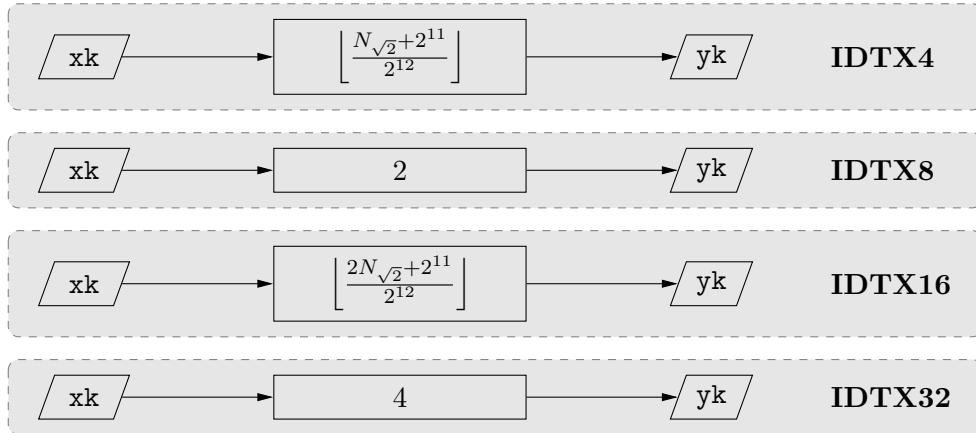 xk ⌊(N_√2+2^11)/2^12⌋ yk IDTX4
xk 2 yk IDTX8
xk ⌊(2N_√2+2^11)/2^12⌋ yk IDTX16
xk 4 yk IDTX32